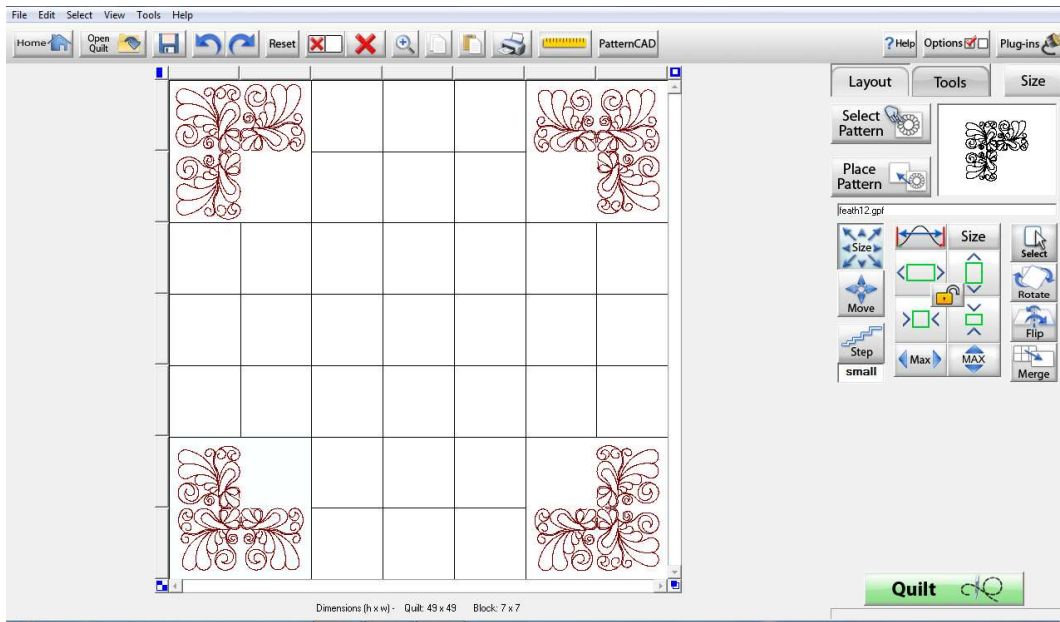 File Edit Select View Tools Help
Home Open Quilt Reset PatternCAD ?Help Options Plug-ins
Layout Tools Size
Select Pattern
Place Pattern
feath12.gpf
Size Size Select
Move Rotate
Flip
Step Max MAX Merge
small
Quilt
Dimensions (h x w) - Quilt: 49 x 49 Block: 7 x 7